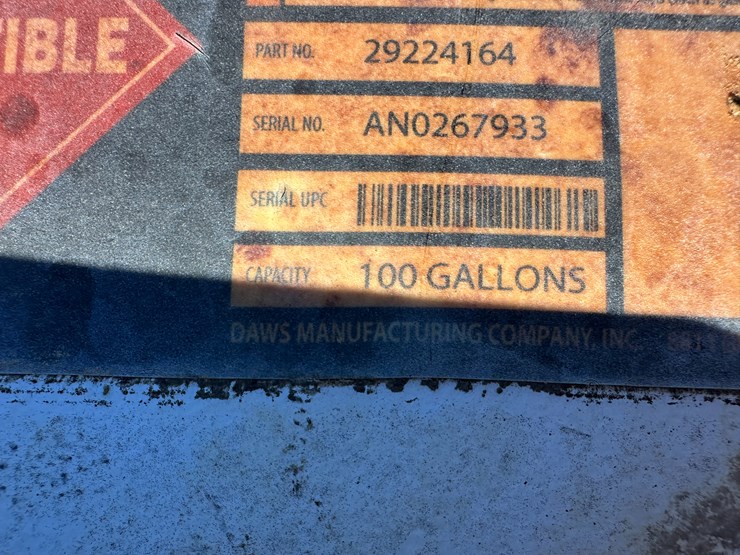 IBLE
PART NO. 29224164
SERIAL NO. AN0267933
SERIAL UPC
CAPACITY 100 GALLONS
DAWS MANUFACTURING COMPANY, INC.